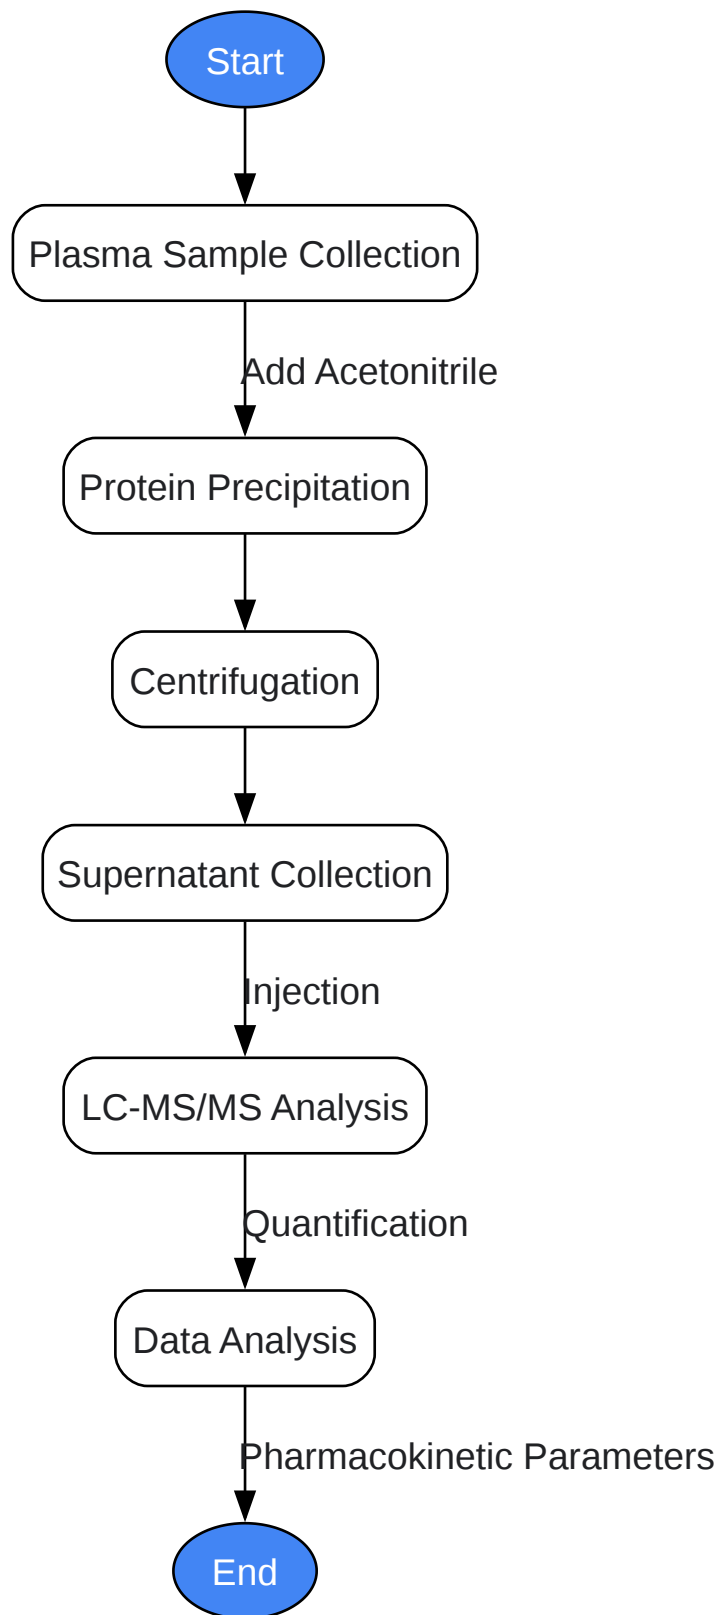 Start
Plasma Sample Collection
Add Acetonitrile
Protein Precipitation
Centrifugation
Supernatant Collection
Injection
LC-MS/MS Analysis
Quantification
Data Analysis
Pharmacokinetic Parameters
End